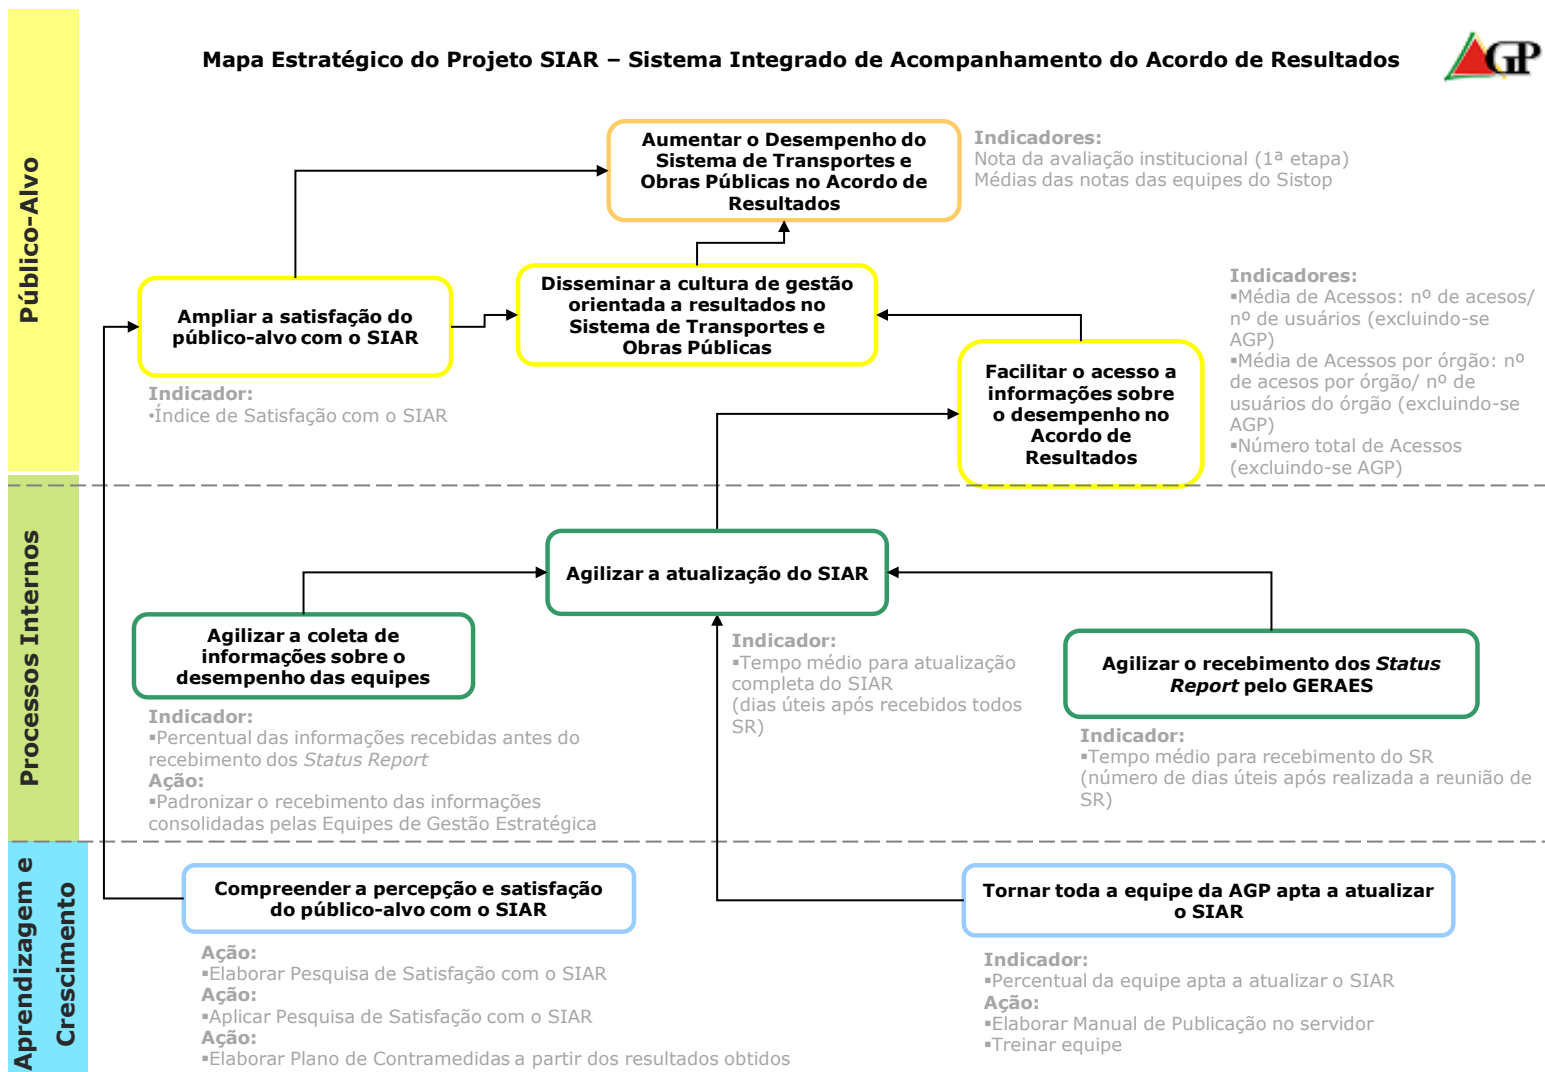 Mapa Estratégico do Projeto SIAR – Sistema Integrado de Acompanhamento do Acordo de Resultados
AGP
Público-Alvo
Aumentar o Desempenho do
Sistema de Transportes e
Obras Públicas no Acordo de
Resultados
Indicadores:
Nota da avaliação institucional (1ª etapa)
Médias das notas das equipes do Sistop
Ampliar a satisfação do
público-alvo com o SIAR
Indicador:
•Índice de Satisfação com o SIAR
Disseminar a cultura de gestão
orientada a resultados no
Sistema de Transportes e
Obras Públicas
Facilitar o acesso a
informações sobre
o desempenho no
Acordo de
Resultados
Indicadores:
▪Média de Acessos: nº de acesos/
nº de usuários (excluindo-se
AGP)
▪Média de Acessos por órgão: nº
de acesos por órgão/ nº de
usuários do órgão (excluindo-se
AGP)
▪Número total de Acessos
(excluindo-se AGP)
Processos Internos
Agilizar a atualização do SIAR
Indicador:
▪Tempo médio para atualização
completa do SIAR
(dias úteis após recebidos todos
SR)
Agilizar a coleta de
informações sobre o
desempenho das equipes
Indicador:
▪Percentual das informações recebidas antes do
recebimento dos Status Report
Ação:
▪Padronizar o recebimento das informações
consolidadas pelas Equipes de Gestão Estratégica
Agilizar o recebimento dos Status
Report pelo GERAES
Indicador:
▪Tempo médio para recebimento do SR
(número de dias úteis após realizada a reunião de
SR)
Aprendizagem e
Crescimento
Compreender a percepção e satisfação
do público-alvo com o SIAR
Ação:
▪Elaborar Pesquisa de Satisfação com o SIAR
Ação:
▪Aplicar Pesquisa de Satisfação com o SIAR
Ação:
▪Elaborar Plano de Contramedidas a partir dos resultados obtidos
Tornar toda a equipe da AGP apta a atualizar
o SIAR
Indicador:
▪Percentual da equipe apta a atualizar o SIAR
Ação:
▪Elaborar Manual de Publicação no servidor
▪Treinar equipe